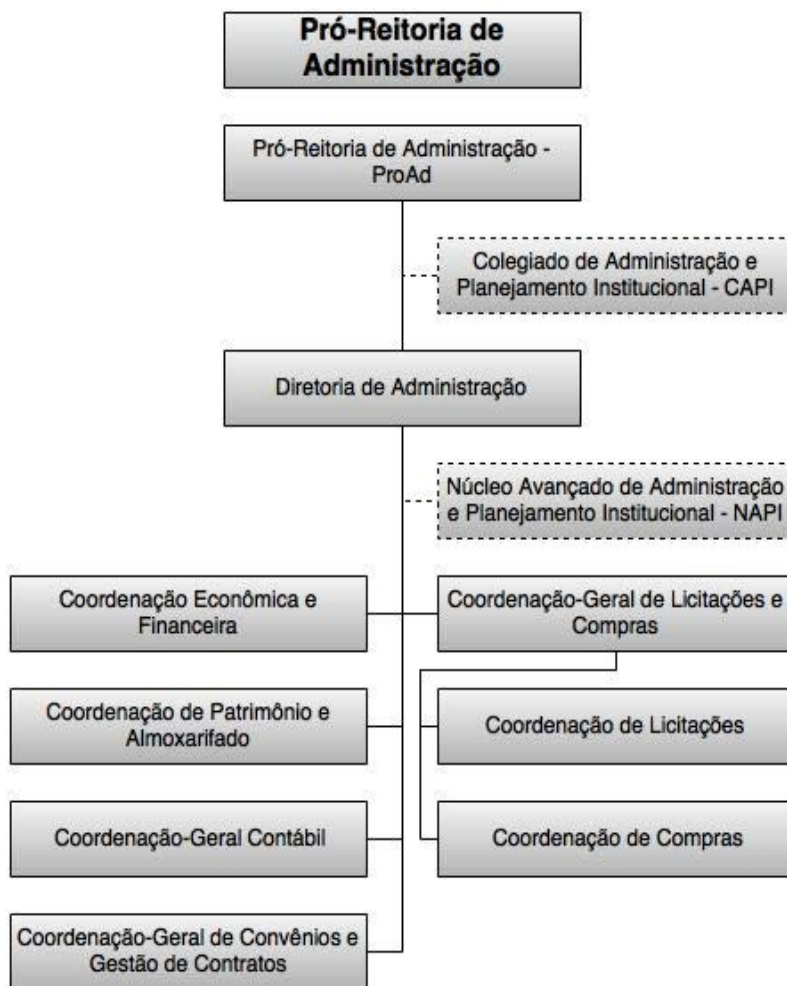 Pró-Reitoria de
Administração
Pró-Reitoria de Administração -
ProAd
Colegiado de Administração e
Planejamento Institucional - CAPI
Diretoria de Administração
Núcleo Avançado de Administração
e Planejamento Institucional - NAPI
Coordenação Econômica e
Financeira
Coordenação-Geral de Licitações e
Compras
Coordenação de Patrimônio e
Almoxarifado
Coordenação de Licitações
Coordenação-Geral Contábil
Coordenação de Compras
Coordenação-Geral de Convênios e
Gestão de Contratos